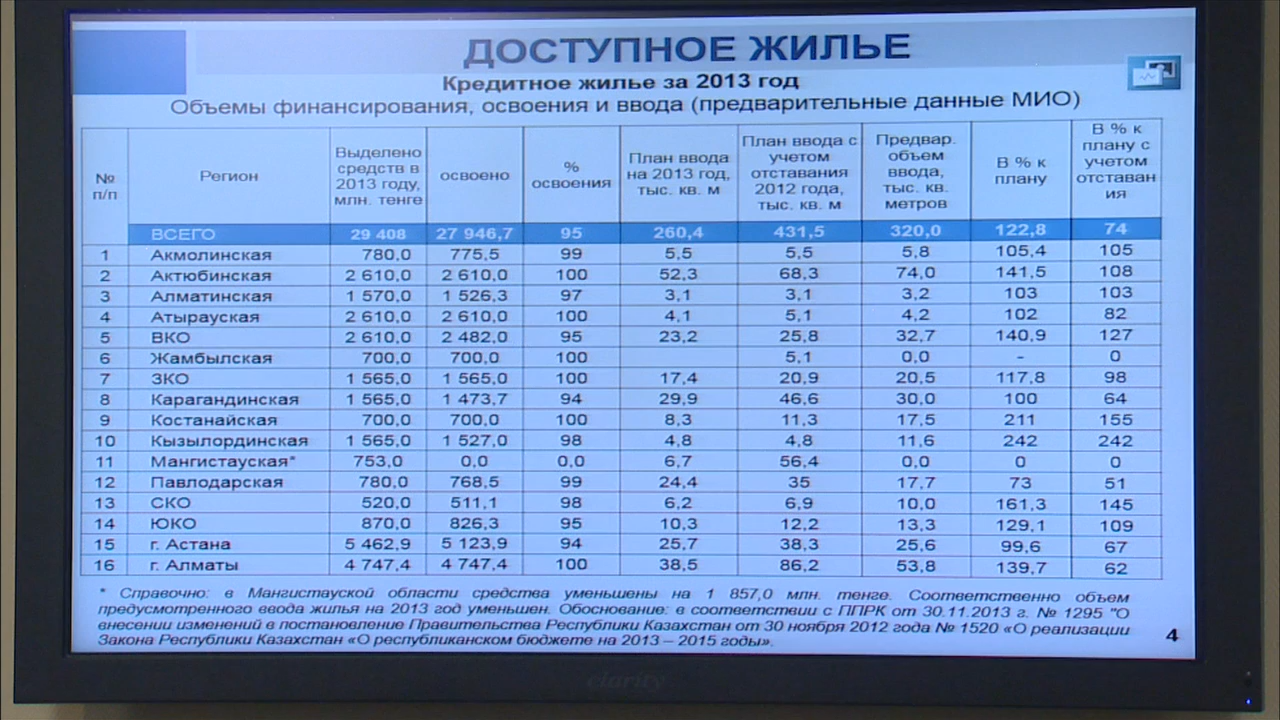 ДОСТУПНОЕ ЖИЛЬЕ
Кредитное жилье за 2013 год
Объемы финансирования, освоения и ввода (предварительные данные МИО)
№ п/п Регион Выделено средств в 2013 году, млн. тенге освоено % освоения План ввода на 2013 год, тыс. кв. м План ввода с учетом отставания 2012 года, тыс. кв. м Предвар. объем ввода, тыс. кв. метров В % к плану В % к плану с учетом отставан ия
ВСЕГО 29 408 27 946,7 95 260,4 431,5 320,0 122,8 74
1 Акмолинская 780,0 775,5 99 5,5 5,5 5,8 105,4 105
2 Актюбинская 2 610,0 2 610,0 100 52,3 68,3 74,0 141,5 108
3 Алматинская 1 570,0 1 526,3 97 3,1 3,1 3,2 103 103
4 Атырауская 2 610,0 2 610,0 100 4,1 5,1 4,2 102 82
5 ВКО 2 610,0 2 482,0 95 23,2 25,8 32,7 140,9 127
6 Жамбылская 700,0 700,0 100 5,1 0,0 - 0
7 ЗКО 1 565,0 1 565,0 100 17,4 20,9 20,5 117,8 98
8 Карагандинская 1 565,0 1 473,7 94 29,9 46,6 30,0 100 64
9 Костанайская 700,0 700,0 100 8,3 11,3 17,5 211 155
10 Кызылординская 1 565,0 1 527,0 98 4,8 4,8 11,6 242 242
11 Мангистауская* 753,0 0,0 0,0 6,7 56,4 0,0 0 0
12 Павлодарская 780,0 768,5 99 24,4 35 17,7 73 51
13 СКО 520,0 511,1 98 6,2 6,9 10,0 161,3 145
14 ЮКО 870,0 826,3 95 10,3 12,2 13,3 129,1 109
15 г. Астана 5 462,9 5 123,9 94 25,7 38,3 25,6 99,6 67
16 г. Алматы 4 747,4 4 747,4 100 38,5 86,2 53,8 139,7 62
* Справочно: в Мангистауской области средства уменьшены на 1 857,0 млн. тенге. Соответственно объем
предусмотренного ввода жилья на 2013 год уменьшен. Обоснование: в соответствии с ППРК от 30.11.2013 г. № 1295 "О
внесении изменений в постановление Правительства Республики Казахстан от 30 ноября 2012 года № 1520 «О реализации
Закона Республики Казахстан «О республиканском бюджете на 2013 – 2015 годы».
4
clarity